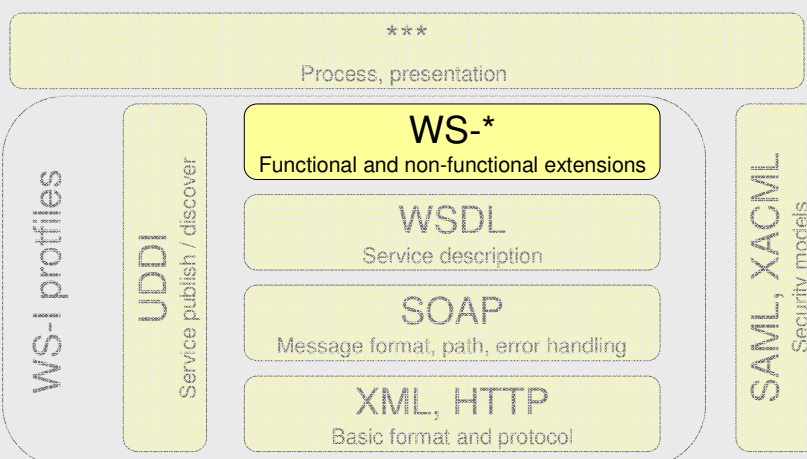 ***
Process, presentation
WS-I protfiles
UDDI
Service publish / discover
WS-*
Functional and non-functional extensions
WSDL
Service description
SOAP
Message format, path, error handling
XML, HTTP
Basic format and protocol
SAML, XACML
Security models